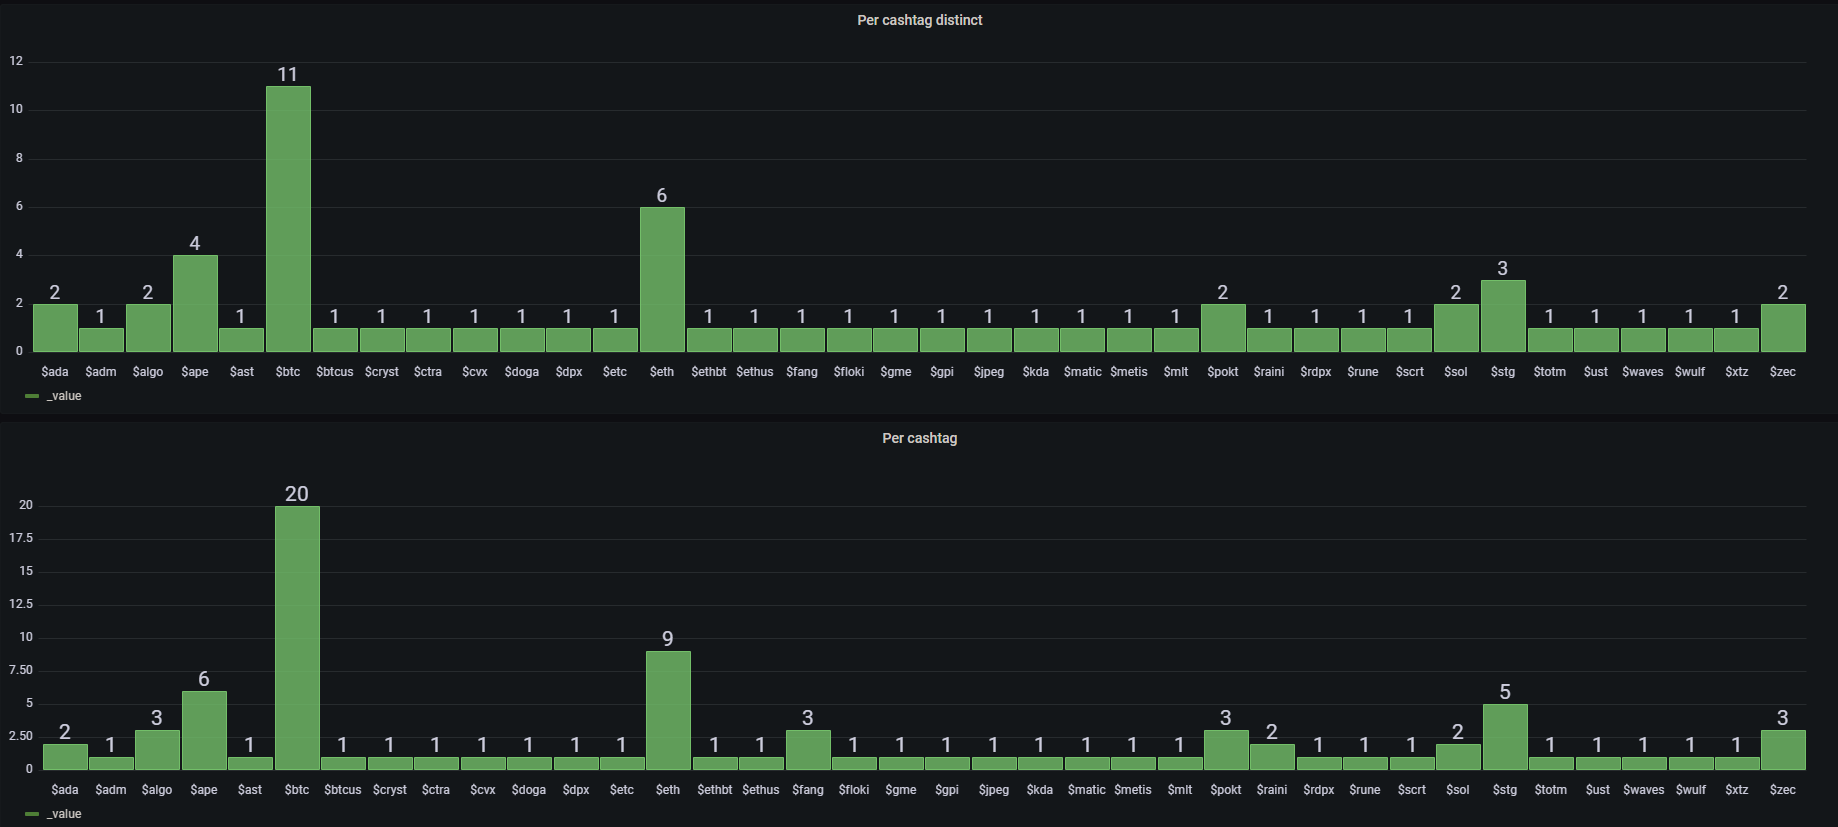 Per cashtag distinct
12
10
8
6
4
2
0
2 1 2 4 1 11 1 1 1 1 1 1 1 6 1 1 1 1 1 1 1 1 1 1 1 2 1 1 1 1 2 3 1 1 1 1 1 2
$ada $adm $algo $ape $ast $btc $btcus $cryst $ctra $cvx $doga $dpx $etc $eth $ethbt $ethus $fang $floki $gme $gpi $jpeg $kda $matic $metis $mlt $pokt $raini $rdpx $rune $scrt $sol $stg $totm $ust $waves $wulf $xtz $zec
_value
Per cashtag
20
17.5
15
12.5
10
7.50
5
2.50
0
2 1 3 6 1 20 1 1 1 1 1 1 1 9 1 1 3 1 1 1 1 1 1 1 1 3 2 1 1 1 2 5 1 1 1 1 1 3
$ada $adm $algo $ape $ast $btc $btcus $cryst $ctra $cvx $doga $dpx $etc $eth $ethbt $ethus $fang $floki $gme $gpi $jpeg $kda $matic $metis $mlt $pokt $raini $rdpx $rune $scrt $sol $stg $totm $ust $waves $wulf $xtz $zec
_value